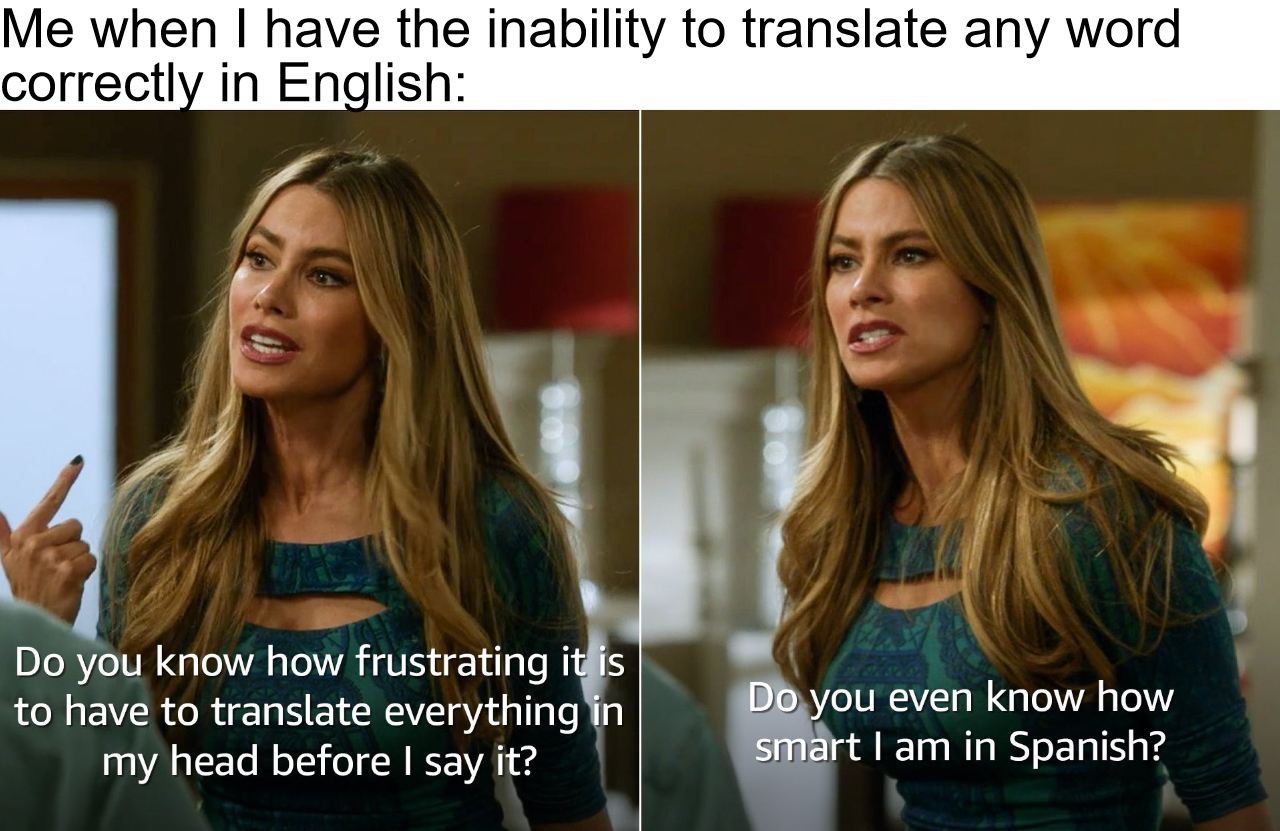 Me when I have the inability to translate any word
correctly in English:
Do you know how frustrating it is
to have to translate everything in
my head before I say it?
Do you even know how
smart I am in Spanish?